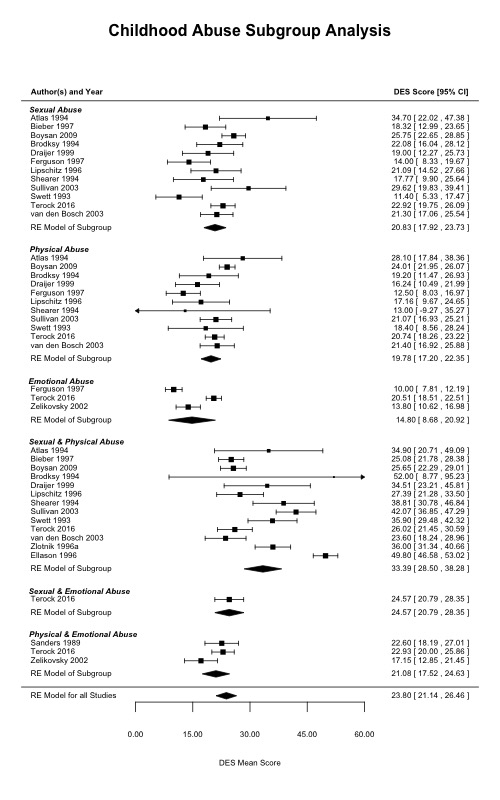 Childhood Abuse Subgroup Analysis
Author(s) and Year DES Score [95% CI]
Sexual Abuse
Atlas 1994 34.70 [ 22.02 , 47.38 ]
Bieber 1997 18.32 [ 12.99 , 23.65 ]
Boysan 2009 25.75 [ 22.65 , 28.85 ]
Brodksy 1994 22.08 [ 16.04 , 28.12 ]
Draijer 1999 19.00 [ 12.27 , 25.73 ]
Ferguson 1997 14.00 [ 8.33 , 19.67 ]
Lipschitz 1996 21.09 [ 14.52 , 27.66 ]
Shearer 1994 17.77 [ 9.90 , 25.64 ]
Sullivan 2003 29.62 [ 19.83 , 39.41 ]
Swett 1993 11.40 [ 5.33 , 17.47 ]
Terock 2016 22.92 [ 19.75 , 26.09 ]
van den Bosch 2003 21.30 [ 17.06 , 25.54 ]
RE Model of Subgroup 20.83 [ 17.92 , 23.73 ]
Physical Abuse
Atlas 1994 28.10 [ 17.84 , 38.36 ]
Boysan 2009 24.01 [ 21.95 , 26.07 ]
Brodksy 1994 19.20 [ 11.47 , 26.93 ]
Draijer 1999 16.24 [ 10.49 , 21.99 ]
Ferguson 1997 12.50 [ 8.03 , 16.97 ]
Lipschitz 1996 17.16 [ 9.67 , 24.65 ]
Shearer 1994 13.00 [ -9.27 , 35.27 ]
Sullivan 2003 21.07 [ 16.93 , 25.21 ]
Swett 1993 18.40 [ 8.56 , 28.24 ]
Terock 2016 20.74 [ 18.26 , 23.22 ]
van den Bosch 2003 21.40 [ 16.92 , 25.88 ]
RE Model of Subgroup 19.78 [ 17.20 , 22.35 ]
Emotional Abuse
Ferguson 1997 10.00 [ 7.81 , 12.19 ]
Terock 2016 20.51 [ 18.51 , 22.51 ]
Zelikovsky 2002 13.80 [ 10.62 , 16.98 ]
RE Model of Subgroup 14.80 [ 8.68 , 20.92 ]
Sexual & Physical Abuse
Atlas 1994 34.90 [ 20.71 , 49.09 ]
Bieber 1997 25.08 [ 21.78 , 28.38 ]
Boysan 2009 25.65 [ 22.29 , 29.01 ]
Brodksy 1994 52.00 [ 8.77 , 95.23 ]
Draijer 1999 34.51 [ 23.21 , 45.81 ]
Lipschitz 1996 27.39 [ 21.28 , 33.50 ]
Shearer 1994 38.81 [ 30.78 , 46.84 ]
Sullivan 2003 42.07 [ 36.85 , 47.29 ]
Swett 1993 35.90 [ 29.48 , 42.32 ]
Terock 2016 26.02 [ 21.45 , 30.59 ]
van den Bosch 2003 23.60 [ 18.24 , 28.96 ]
Zlotnik 1996a 36.00 [ 31.34 , 40.66 ]
Ellason 1996 49.80 [ 46.58 , 53.02 ]
RE Model of Subgroup 33.39 [ 28.50 , 38.28 ]
Sexual & Emotional Abuse
Terock 2016 24.57 [ 20.79 , 28.35 ]
RE Model of Subgroup 24.57 [ 20.79 , 28.35 ]
Physical & Emotional Abuse
Sanders 1989 22.60 [ 18.19 , 27.01 ]
Terock 2016 22.93 [ 20.00 , 25.86 ]
Zelikovsky 2002 17.15 [ 12.85 , 21.45 ]
RE Model of Subgroup 21.08 [ 17.52 , 24.63 ]
RE Model for all Studies 23.80 [ 21.14 , 26.46 ]
0.00 15.00 30.00 45.00 60.00
DES Mean Score